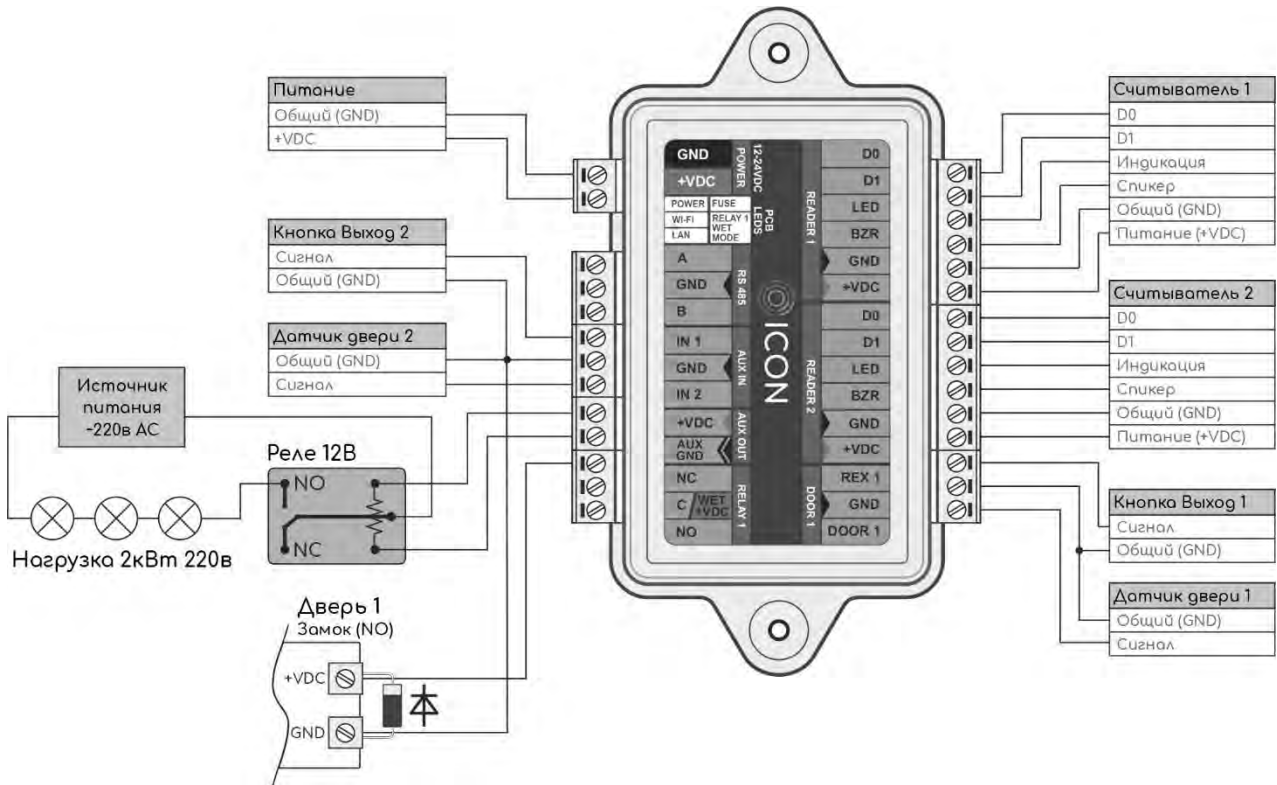 Питание
Общий (GND)
+VDC
Кнопка Выход 2
Сигнал
Общий (GND)
Датчик двери 2
Общий (GND)
Сигнал
Источник
питания
~220в AC
Реле 12В
NO
NC
Нагрузка 2кВт 220в
Дверь 1
Замок (NO)
+VDC
GND
GND
+VDC
POWER
12-24VDC
POWER
FUSE
WI-FI
RELAY 1
WET
MODE
LAN
PCB
LEDS
A
GND
B
RS 485
IN 1
GND
IN 2
AUX IN
+VDC
AUX
GND
AUX OUT
NC
C / WET
+VDC
NO
RELAY 1
ICON
READER 1
D0
D1
LED
BZR
GND
+VDC
READER 2
D0
D1
LED
BZR
GND
+VDC
DOOR 1
REX 1
GND
DOOR 1
Считыватель 1
D0
D1
Индикация
Спикер
Общий (GND)
Питание (+VDC)
Считыватель 2
D0
D1
Индикация
Спикер
Общий (GND)
Питание (+VDC)
Кнопка Выход 1
Сигнал
Общий (GND)
Датчик двери 1
Общий (GND)
Сигнал